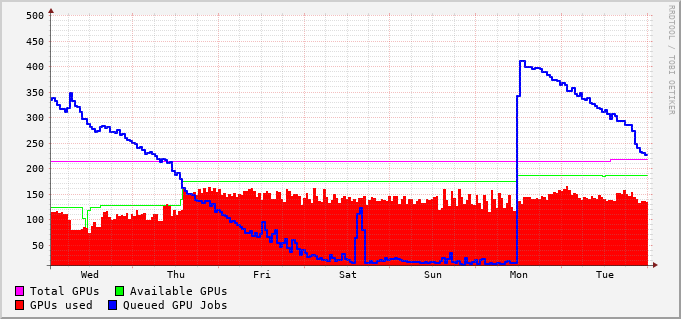 500
450
400
350
300
250
200
150
100
50
Wed Thu Fri Sat Sun Mon Tue
RRDTOOL / TOBI OETIKER
Total GPUs Available GPUs
GPUs used Queued GPU Jobs